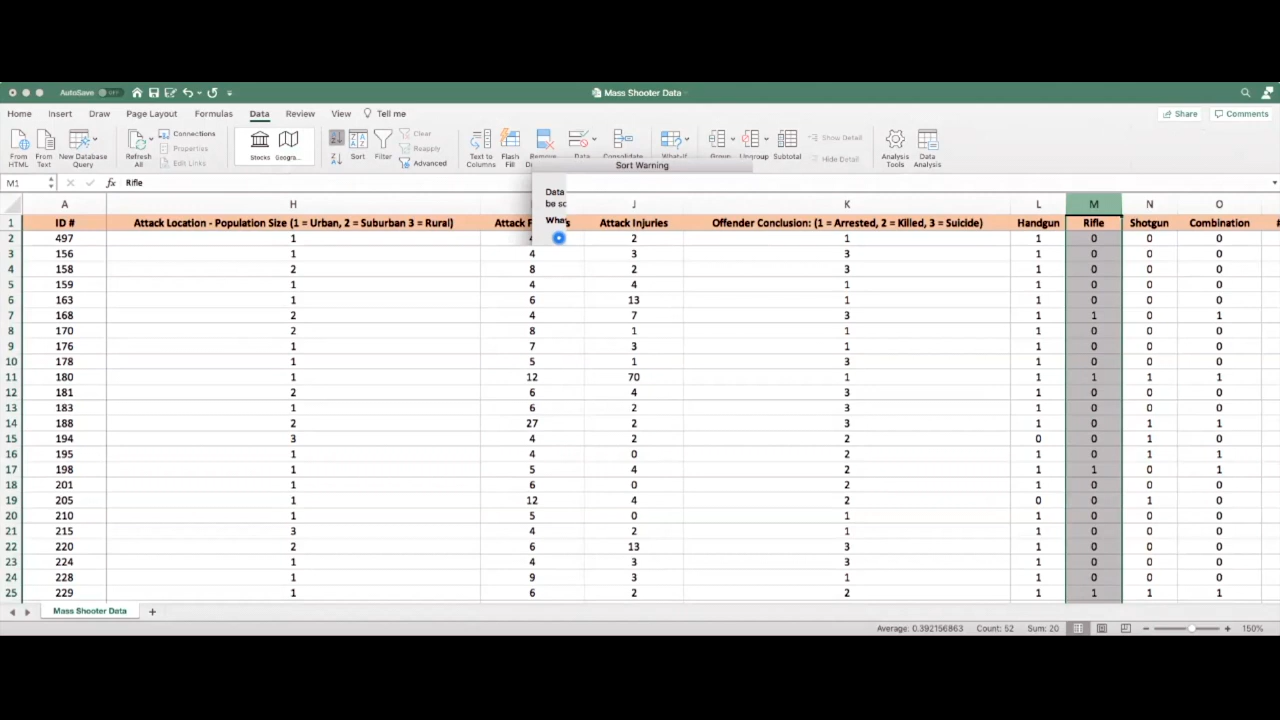 AutoSave OFF Mass Shooter Data
Home Insert Draw Page Layout Formulas Data Review View Tell me Share Comments
From HTML From Text New Database Query Refresh All Connections Properties Edit Links Stocks Geogra... Sort Filter Clear Reapply Advanced Text to Columns Flash Fill Data Consolidate What-If Group Ungroup Subtotal Show Detail Hide Detail Analysis Tools Data Analysis
Sort Warning
M1 fx Rifle
Data
be so
What
A H J K L M N O
1 ID # Attack Location - Population Size (1 = Urban, 2 = Suburban 3 = Rural) Attack Attack Injuries Offender Conclusion: (1 = Arrested, 2 = Killed, 3 = Suicide) Handgun Rifle Shotgun Combination
2 497 1 2 1 1 0 0 0
3 156 1 4 3 3 1 0 0 0
4 158 2 8 2 3 1 0 0 0
5 159 1 4 4 1 1 0 0 0
6 163 1 6 13 1 1 0 0 0
7 168 2 4 7 3 1 1 0 1
8 170 2 8 1 1 1 0 0 0
9 176 1 7 3 1 1 0 0 0
10 178 1 5 1 3 1 0 0 0
11 180 1 12 70 1 1 1 1 1
12 181 2 6 4 3 1 0 0 0
13 183 1 6 2 3 1 0 0 0
14 188 2 27 2 3 1 0 1 1
15 194 3 4 2 2 0 0 1 0
16 195 1 4 0 2 1 0 1 1
17 198 1 5 4 2 1 1 0 1
18 201 1 6 0 2 1 0 0 0
19 205 1 12 4 2 0 0 1 0
20 210 1 5 0 1 1 0 0 0
21 215 3 4 2 1 1 0 0 0
22 220 2 6 13 3 1 0 0 0
23 224 1 4 3 3 1 0 0 0
24 228 1 9 3 1 1 0 0 0
25 229 1 6 2 2 1 1 1 1
Mass Shooter Data +
Average: 0.392156863 Count: 52 Sum: 20 150%